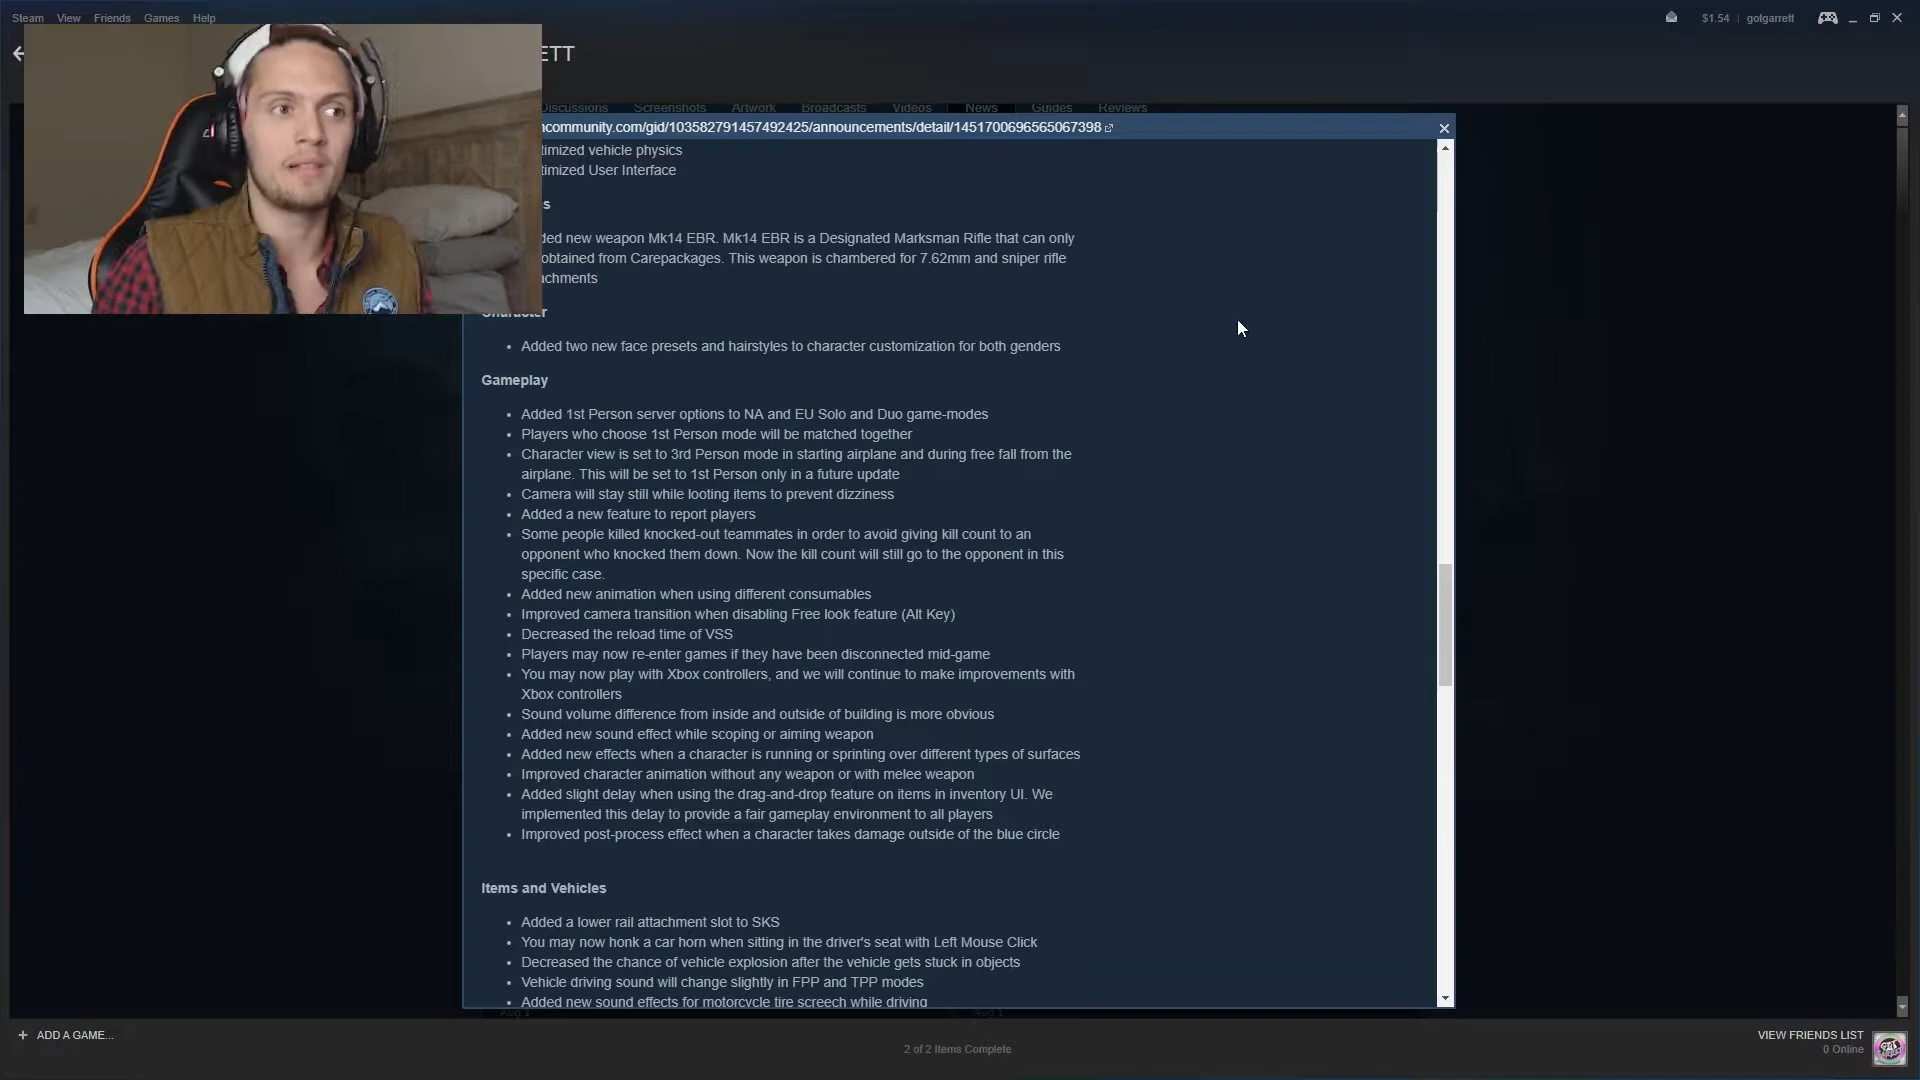 Steam View Friends Games Help
$1.54 | gotgarrett
ETT
Discussions Screenshots Artwork Broadcasts Videos News Guides Reviews
ncommunity.com/gid/103582791457492425/announcements/detail/1451700696565067398
timized vehicle physics
timized User Interface
s
ded new weapon Mk14 EBR. Mk14 EBR is a Designated Marksman Rifle that can only
obtained from Carepackages. This weapon is chambered for 7.62mm and sniper rifle
achments
Character
• Added two new face presets and hairstyles to character customization for both genders
Gameplay
• Added 1st Person server options to NA and EU Solo and Duo game-modes
• Players who choose 1st Person mode will be matched together
• Character view is set to 3rd Person mode in starting airplane and during free fall from the
airplane. This will be set to 1st Person only in a future update
• Camera will stay still while looting items to prevent dizziness
• Added a new feature to report players
• Some people killed knocked-out teammates in order to avoid giving kill count to an
opponent who knocked them down. Now the kill count will still go to the opponent in this
specific case.
• Added new animation when using different consumables
• Improved camera transition when disabling Free look feature (Alt Key)
• Decreased the reload time of VSS
• Players may now re-enter games if they have been disconnected mid-game
• You may now play with Xbox controllers, and we will continue to make improvements with
Xbox controllers
• Sound volume difference from inside and outside of building is more obvious
• Added new sound effect while scoping or aiming weapon
• Added new effects when a character is running or sprinting over different types of surfaces
• Improved character animation without any weapon or with melee weapon
• Added slight delay when using the drag-and-drop feature on items in inventory UI. We
implemented this delay to provide a fair gameplay environment to all players
• Improved post-process effect when a character takes damage outside of the blue circle
Items and Vehicles
• Added a lower rail attachment slot to SKS
• You may now honk a car horn when sitting in the driver's seat with Left Mouse Click
• Decreased the chance of vehicle explosion after the vehicle gets stuck in objects
• Vehicle driving sound will change slightly in FPP and TPP modes
• Added new sound effects for motorcycle tire screech while driving
Aug 1 Aug 1
+ ADD A GAME...
2 of 2 Items Complete
VIEW FRIENDS LIST
0 Online